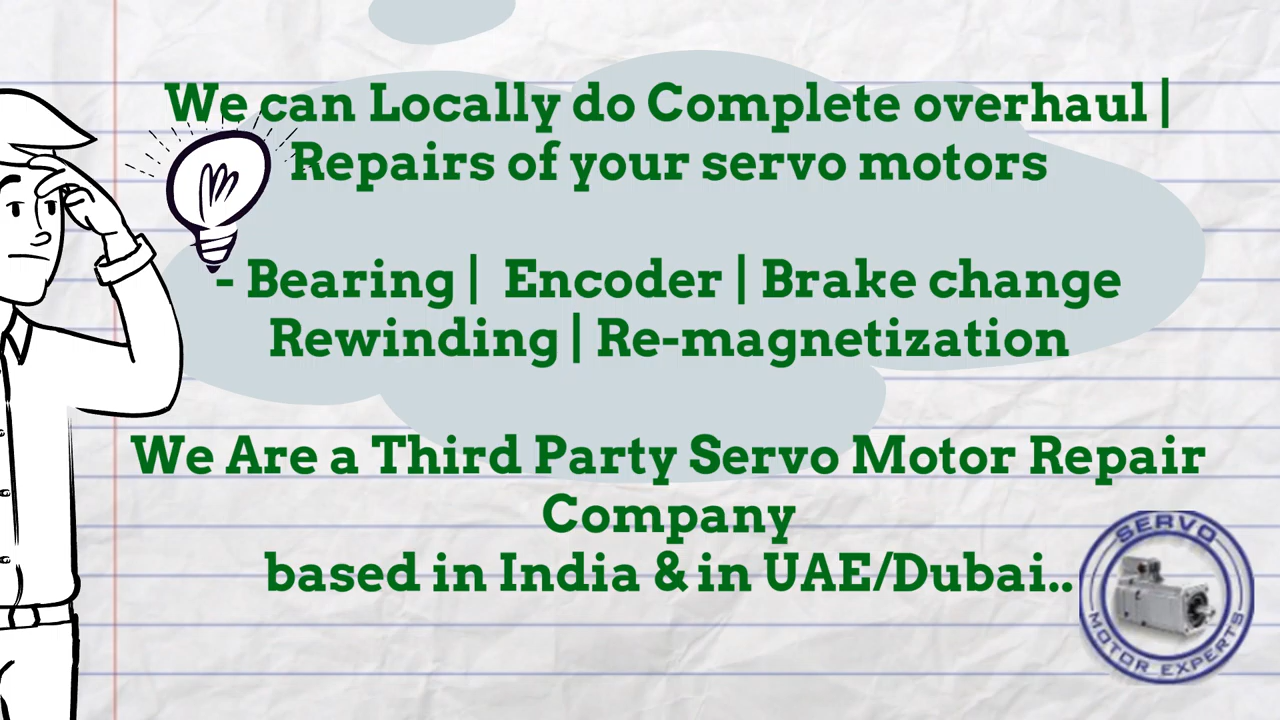 We can Locally do Complete overhaul |
Repairs of your servo motors
- Bearing | Encoder | Brake change
Rewinding | Re-magnetization
We Are a Third Party Servo Motor Repair
Company
based in India & in UAE/Dubai..
SERVO
MOTOR EXPERTS